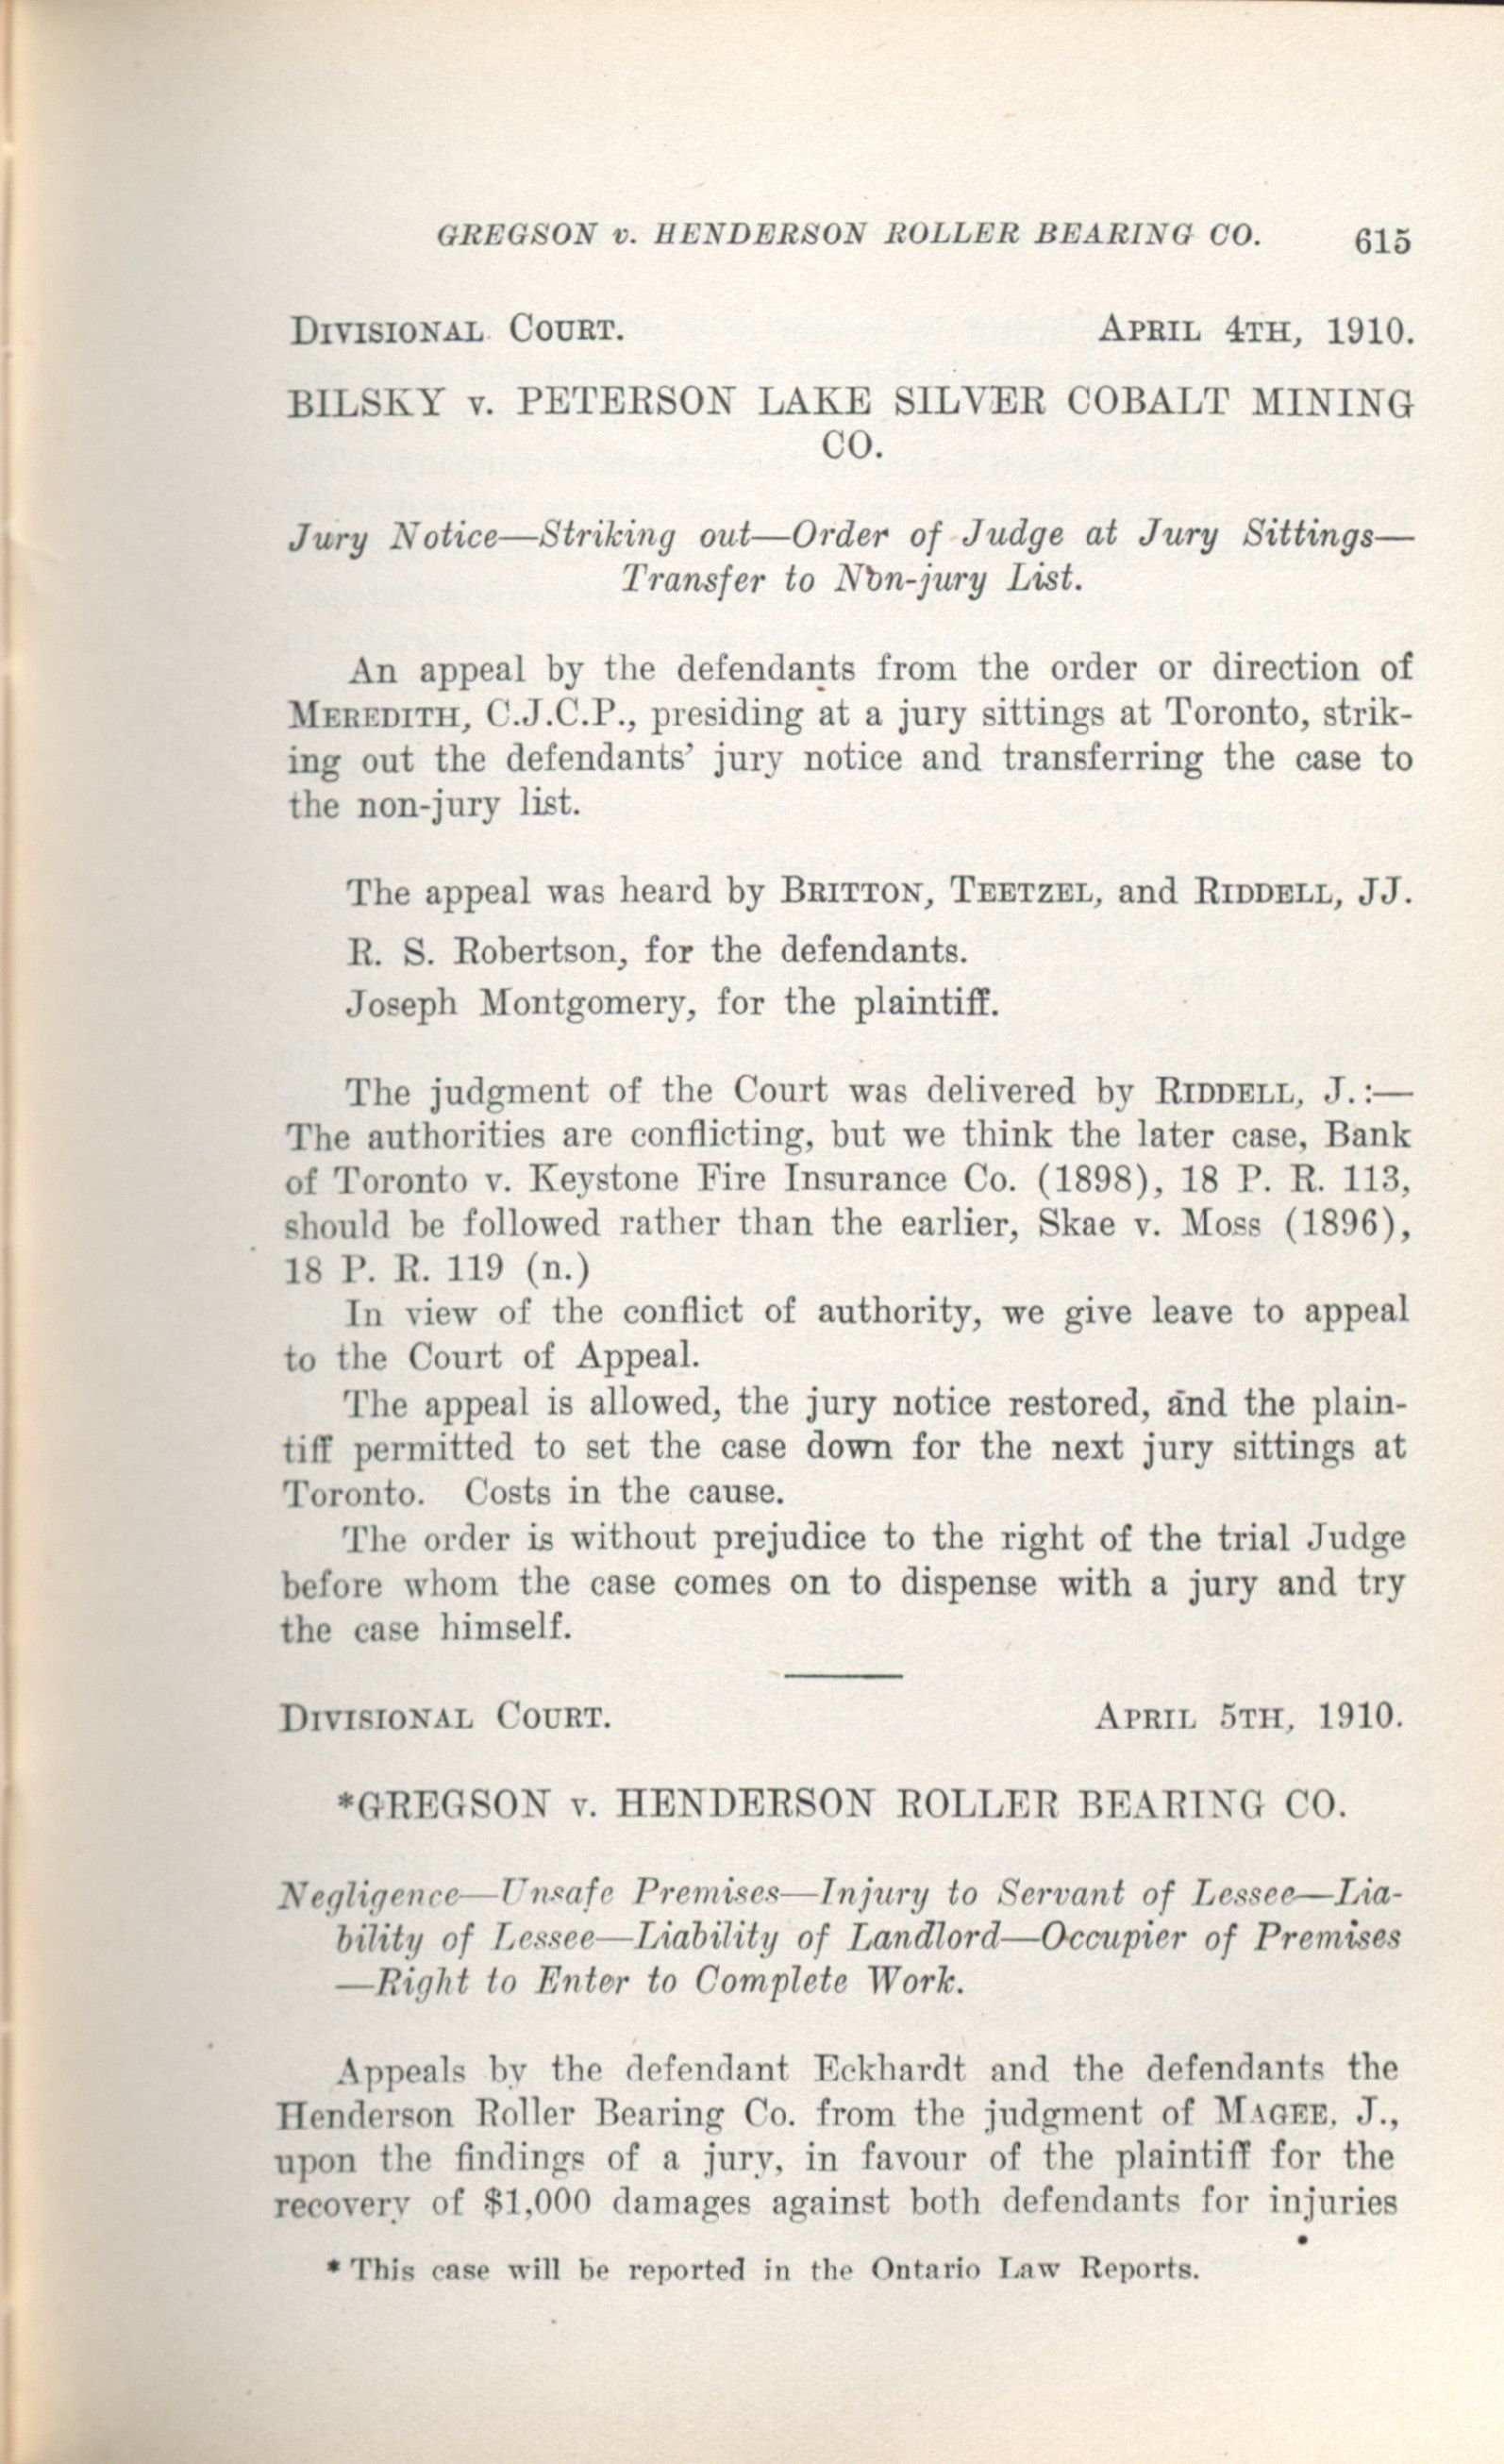 GREGSON v. HENDERSON ROLLER BEARING CO. 615
DIVISIONAL COURT. APRIL 4TH, 1910.
BILSKY v. PETERSON LAKE SILVER COBALT MINING
CO.
Jury Notice—Striking out—Order of Judge at Jury Sittings—
Transfer to Non-jury List.
An appeal by the defendants from the order or direction of
MEREDITH, C.J.C.P., presiding at a jury sittings at Toronto, strik-
ing out the defendants' jury notice and transferring the case to
the non-jury list.
The appeal was heard by BRITTON, TEETZEL, and RIDDELL, JJ.
R. S. Robertson, for the defendants.
Joseph Montgomery, for the plaintiff.
The judgment of the Court was delivered by RIDDELL, J.:—
The authorities are conflicting, but we think the later case, Bank
of Toronto v. Keystone Fire Insurance Co. (1898), 18 P. R. 113,
should be followed rather than the earlier, Skae v. Moss (1896),
18 P. R. 119 (n.)
In view of the conflict of authority, we give leave to appeal
to the Court of Appeal.
The appeal is allowed, the jury notice restored, and the plain-
tiff permitted to set the case down for the next jury sittings at
Toronto. Costs in the cause.
The order is without prejudice to the right of the trial Judge
before whom the case comes on to dispense with a jury and try
the case himself.
DIVISIONAL COURT. APRIL 5TH, 1910.
*GREGSON v. HENDERSON ROLLER BEARING CO.
Negligence—Unsafe Premises—Injury to Servant of Lessee—Lia-
bility of Lessee—Liability of Landlord—Occupier of Premises
—Right to Enter to Complete Work.
Appeals by the defendant Eckhardt and the defendants the
Henderson Roller Bearing Co. from the judgment of MAGEE, J.,
upon the findings of a jury, in favour of the plaintiff for the
recovery of $1,000 damages against both defendants for injuries
* This case will be reported in the Ontario Law Reports.